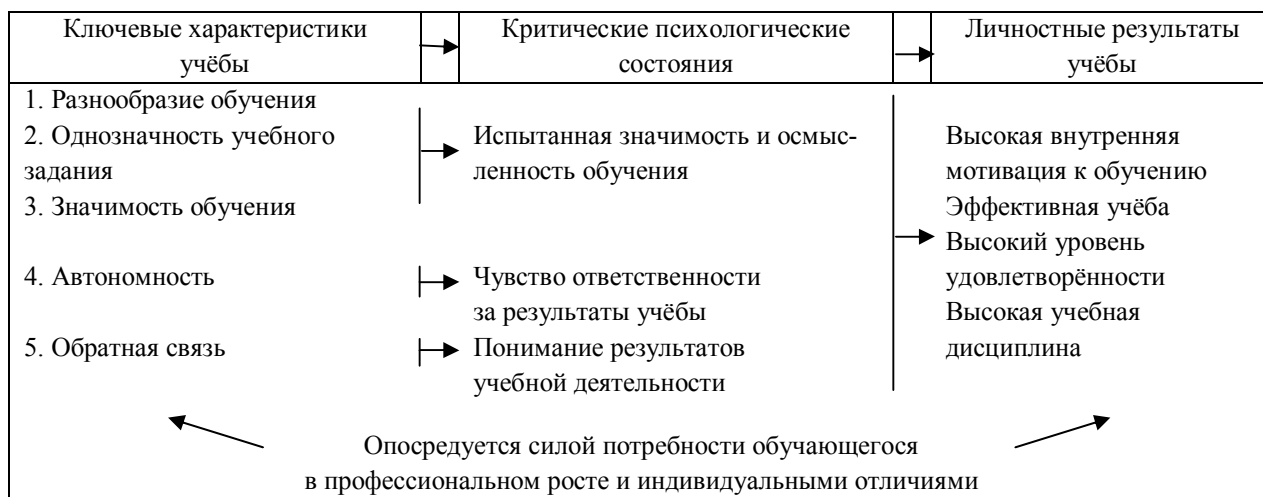 Ключевые характеристики
учёбы
Критические психологические
состояния
Личностные результаты
учёбы
1. Разнообразие обучения
2. Однозначность учебного
задания
3. Значимость обучения
4. Автономность
5. Обратная связь
Испытанная значимость и осмыс-
ленность обучения
Чувство ответственности
за результаты учёбы
Понимание результатов
учебной деятельности
Высокая внутренняя
мотивация к обучению
Эффективная учёба
Высокий уровень
удовлетворённости
Высокая учебная
дисциплина
Опосредуется силой потребности обучающегося
в профессиональном росте и индивидуальными отличиями